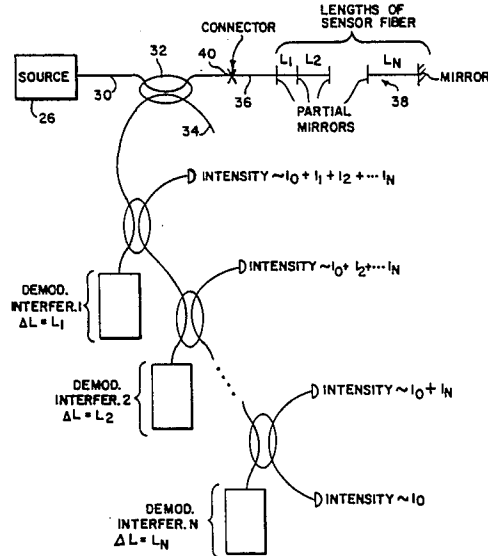 LENGTHS OF
SENSOR FIBER
CONNECTOR
32
40
L1 L2
LN
SOURCE
30
36
38
MIRROR
26
34
PARTIAL
MIRRORS
INTENSITY ~ I0 + I1 + I2 + ··· IN
DEMOD.
INTERFER. 1
ΔL = L1
INTENSITY ~ I0 + I2 + ··· IN
DEMOD.
INTERFER. 2
ΔL = L2
INTENSITY ~ I0 + IN
DEMOD.
INTERFER. N
ΔL = LN
INTENSITY ~ I0